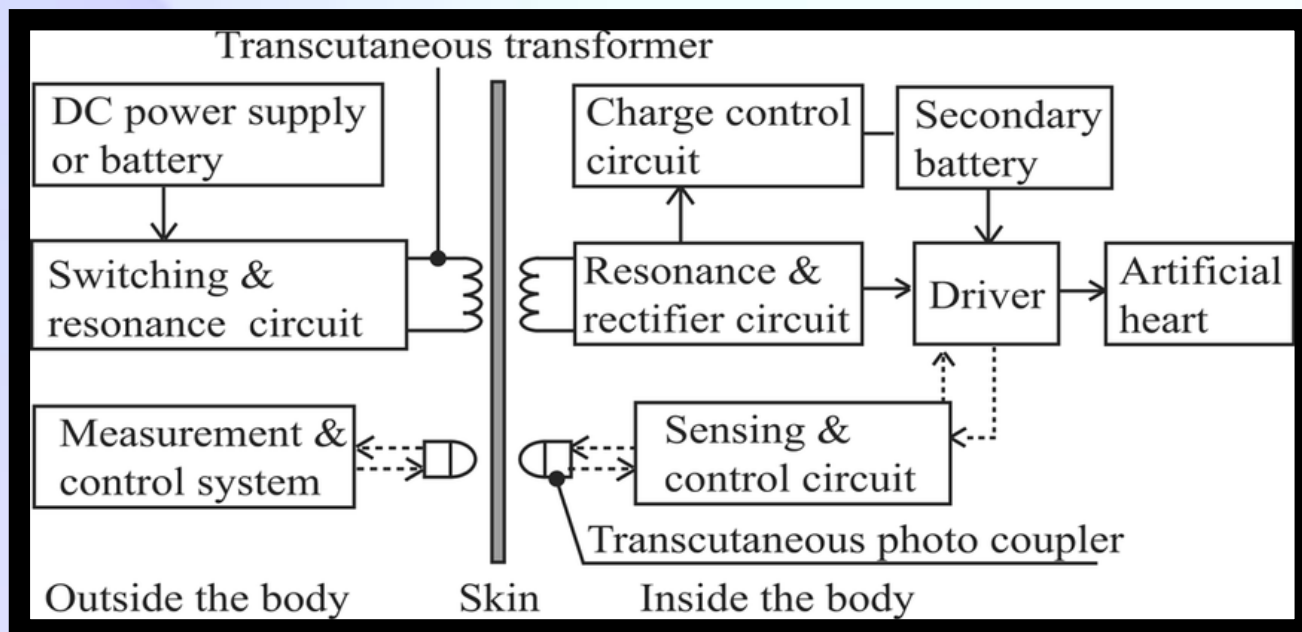 Transcutaneous transformer
DC power supply
or battery
Charge control
circuit
Secondary
battery
Switching &
resonance circuit
Resonance &
rectifier circuit
Driver
Artificial
heart
Measurement &
control system
Sensing &
control circuit
Transcutaneous photo coupler
Outside the body
Skin
Inside the body